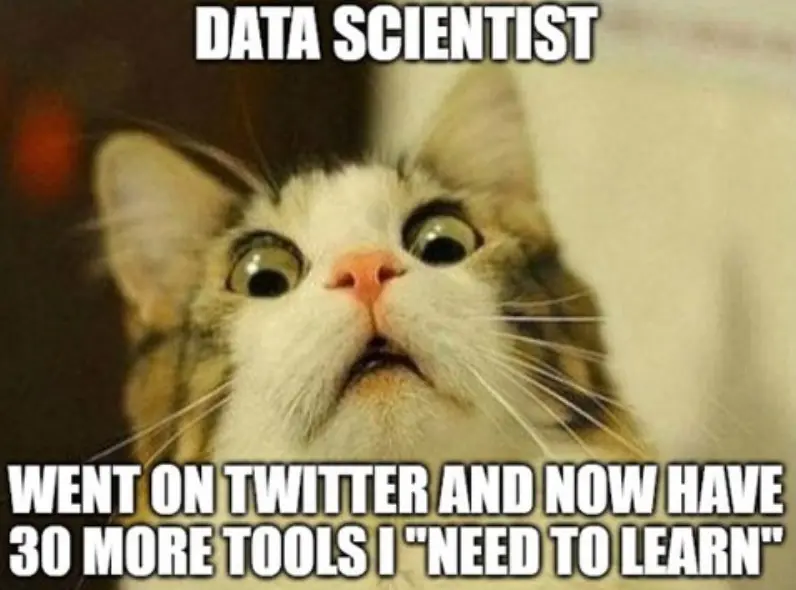 DATA SCIENTIST
WENT ON TWITTER AND NOW HAVE
30 MORE TOOLS I "NEED TO LEARN"